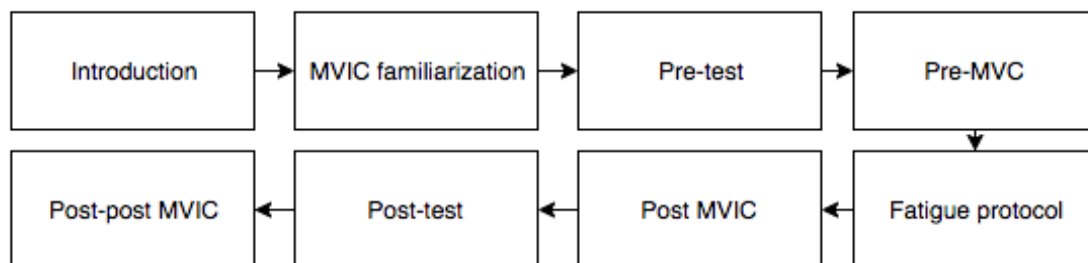 Introduction
MVIC familiarization
Pre-test
Pre-MVC
Fatigue protocol
Post MVIC
Post-test
Post-post MVIC